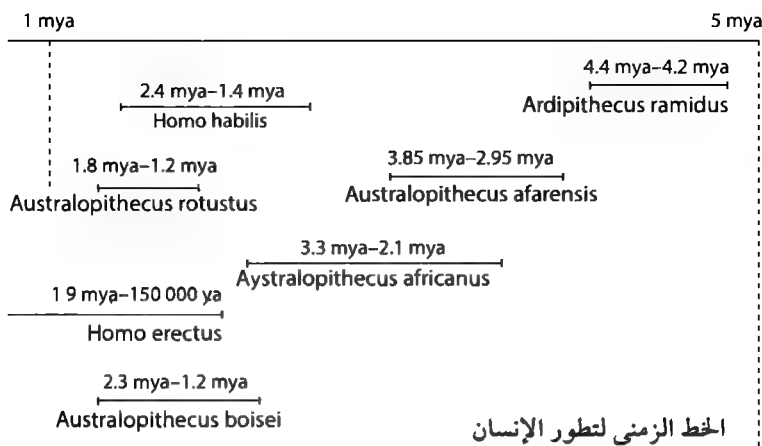 1 mya 5 mya
4.4 mya–4.2 mya
Ardipithecus ramidus
2.4 mya–1.4 mya
Homo habilis
1.8 mya–1.2 mya
Australopithecus rotustus
3.85 mya–2.95 mya
Australopithecus afarensis
3.3 mya–2.1 mya
Aystralopithecus africanus
1 9 mya–150 000 ya
Homo erectus
2.3 mya–1.2 mya
Australopithecus boisei
الخط الزمني لتطور الإنسان